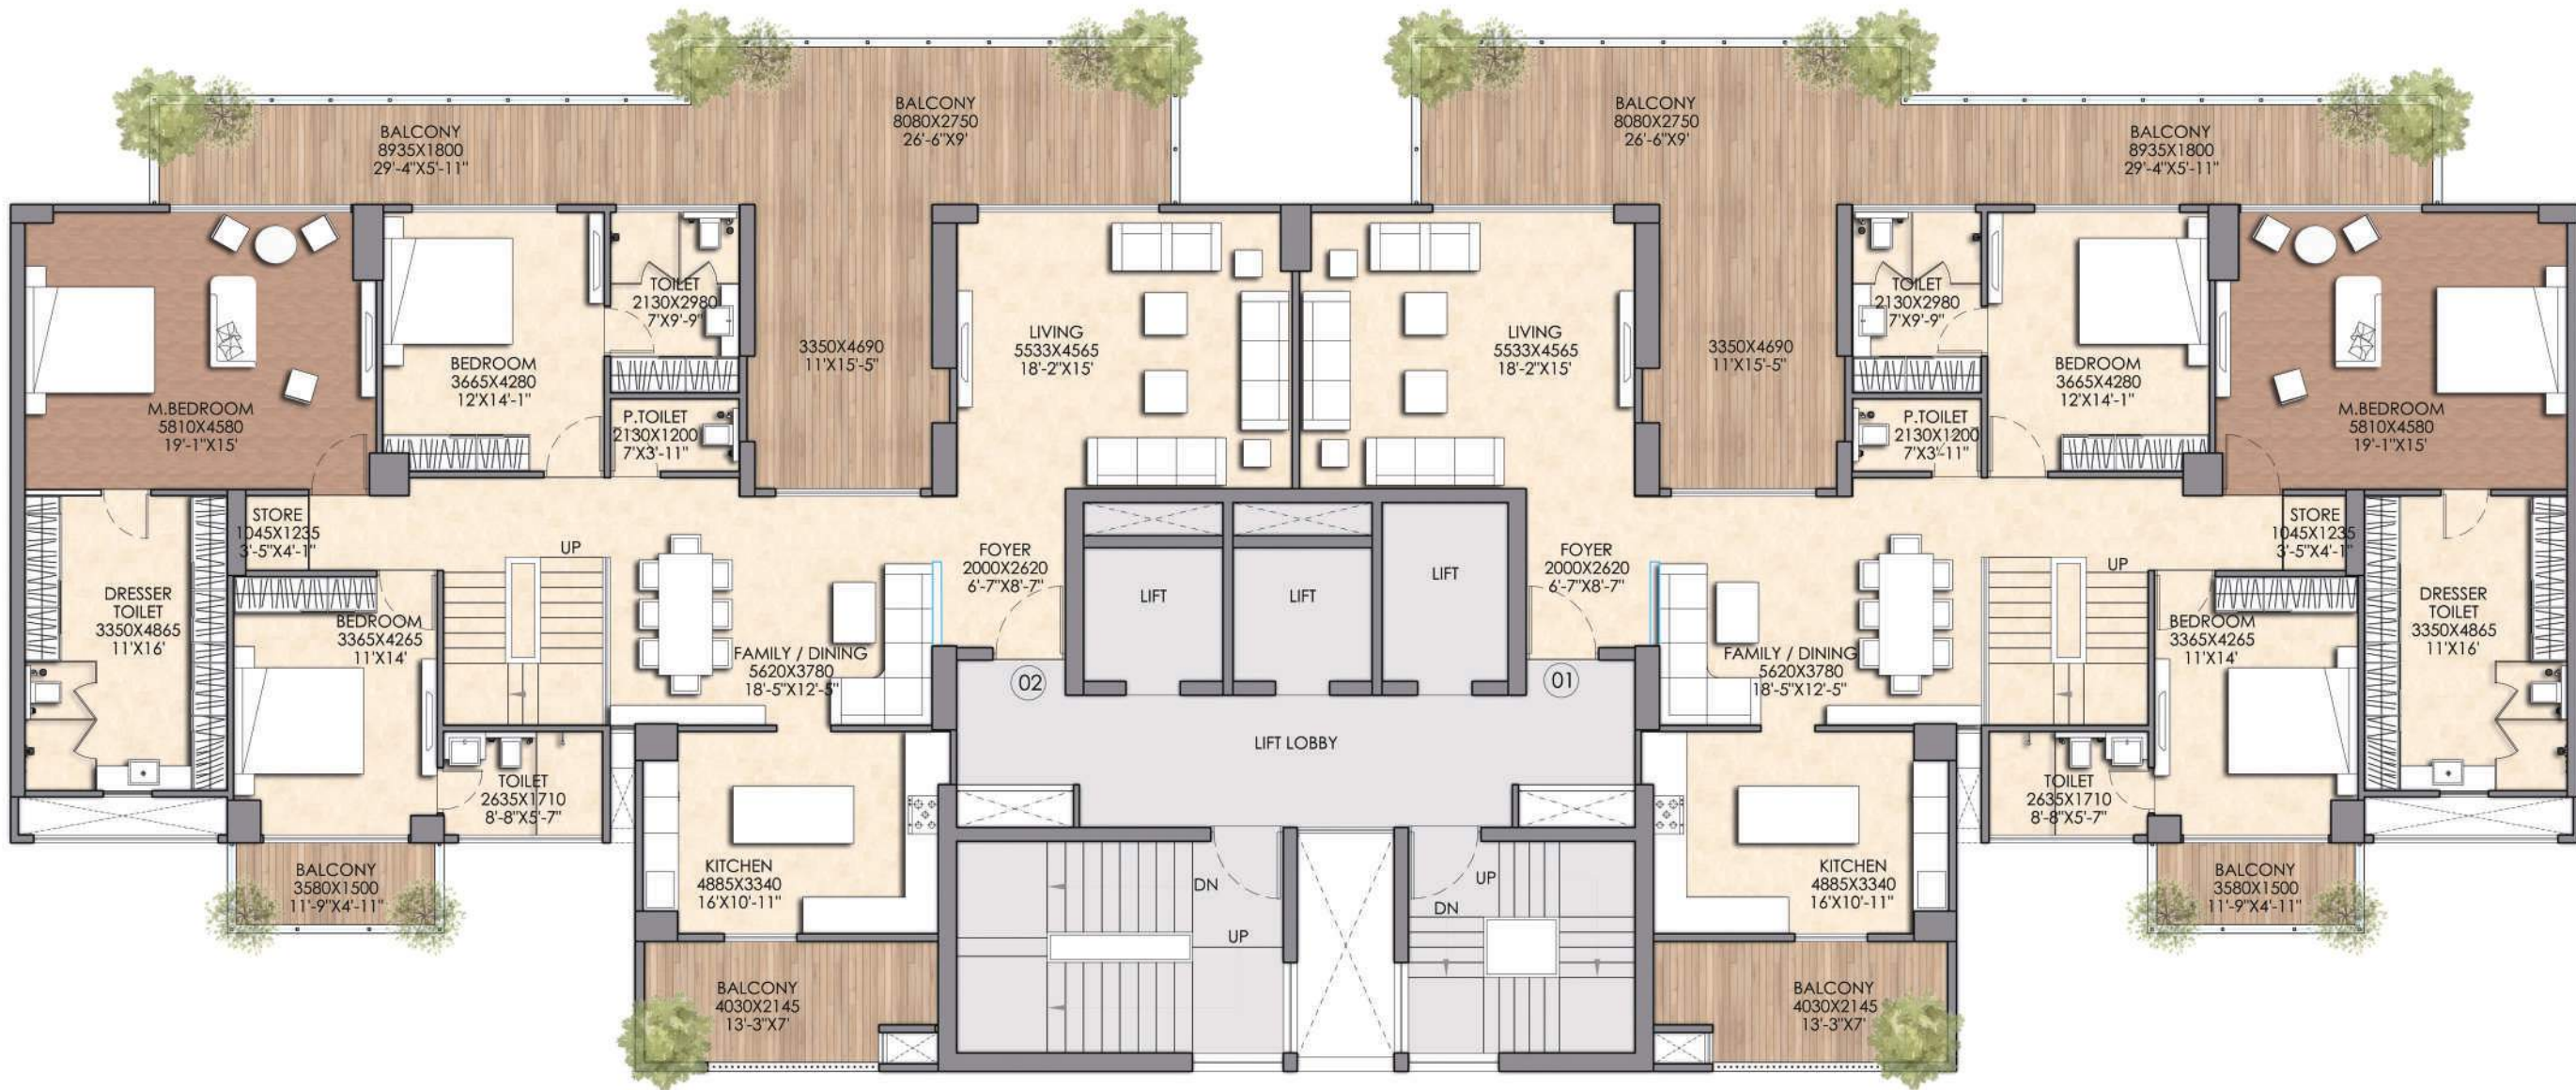 BALCONY
8935X1800
29'-4"X5'-11"
BALCONY
8080X2750
26'-6"X9'
BALCONY
8080X2750
26'-6"X9'
BALCONY
8935X1800
29'-4"X5'-11"
M.BEDROOM
5810X4580
19'-1"X15'
BEDROOM
3665X4280
12'X14'-1"
TOILET
2130X2980
7'X9'-9"
P.TOILET
2130X1200
7'X3'-11"
3350X4690
11'X15'-5"
LIVING
5533X4565
18'-2"X15'
LIVING
5533X4565
18'-2"X15'
3350X4690
11'X15'-5"
TOILET
2130X2980
7'X9'-9"
P.TOILET
2130X1200
7'X3'-11"
BEDROOM
3665X4280
12'X14'-1"
M.BEDROOM
5810X4580
19'-1"X15'
STORE
1045X1235
3'-5"X4'-1"
UP
DRESSER
TOILET
3350X4865
11'X16'
BEDROOM
3365X4265
11'X14'
FAMILY / DINING
5620X3780
18'-5"X12'-5"
FOYER
2000X2620
6'-7"X8'-7"
LIFT
LIFT
LIFT
FOYER
2000X2620
6'-7"X8'-7"
FAMILY / DINING
5620X3780
18'-5"X12'-5"
UP
BEDROOM
3365X4265
11'X14'
STORE
1045X1235
3'-5"X4'-1"
DRESSER
TOILET
3350X4865
11'X16'
02
01
LIFT LOBBY
TOILET
2635X1710
8'-8"X5'-7"
TOILET
2635X1710
8'-8"X5'-7"
BALCONY
3580X1500
11'-9"X4'-11"
KITCHEN
4885X3340
16'X10'-11"
DN
UP
UP
DN
KITCHEN
4885X3340
16'X10'-11"
BALCONY
3580X1500
11'-9"X4'-11"
BALCONY
4030X2145
13'-3"X7'
BALCONY
4030X2145
13'-3"X7'